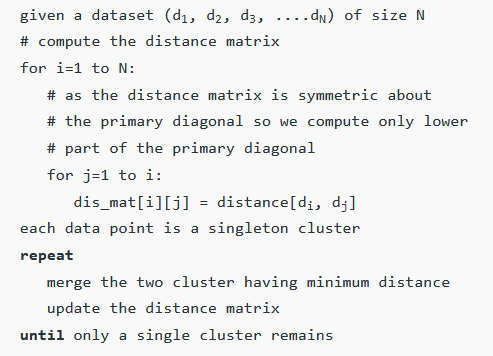 given a dataset (d₁, d₂, d₃, ....dₙ) of size N
# compute the distance matrix
for i=1 to N:
# as the distance matrix is symmetric about
# the primary diagonal so we compute only lower
# part of the primary diagonal
for j=1 to i:
dis_mat[i][j] = distance[dᵢ, dⱼ]
each data point is a singleton cluster
repeat
merge the two cluster having minimum distance
update the distance matrix
until only a single cluster remains